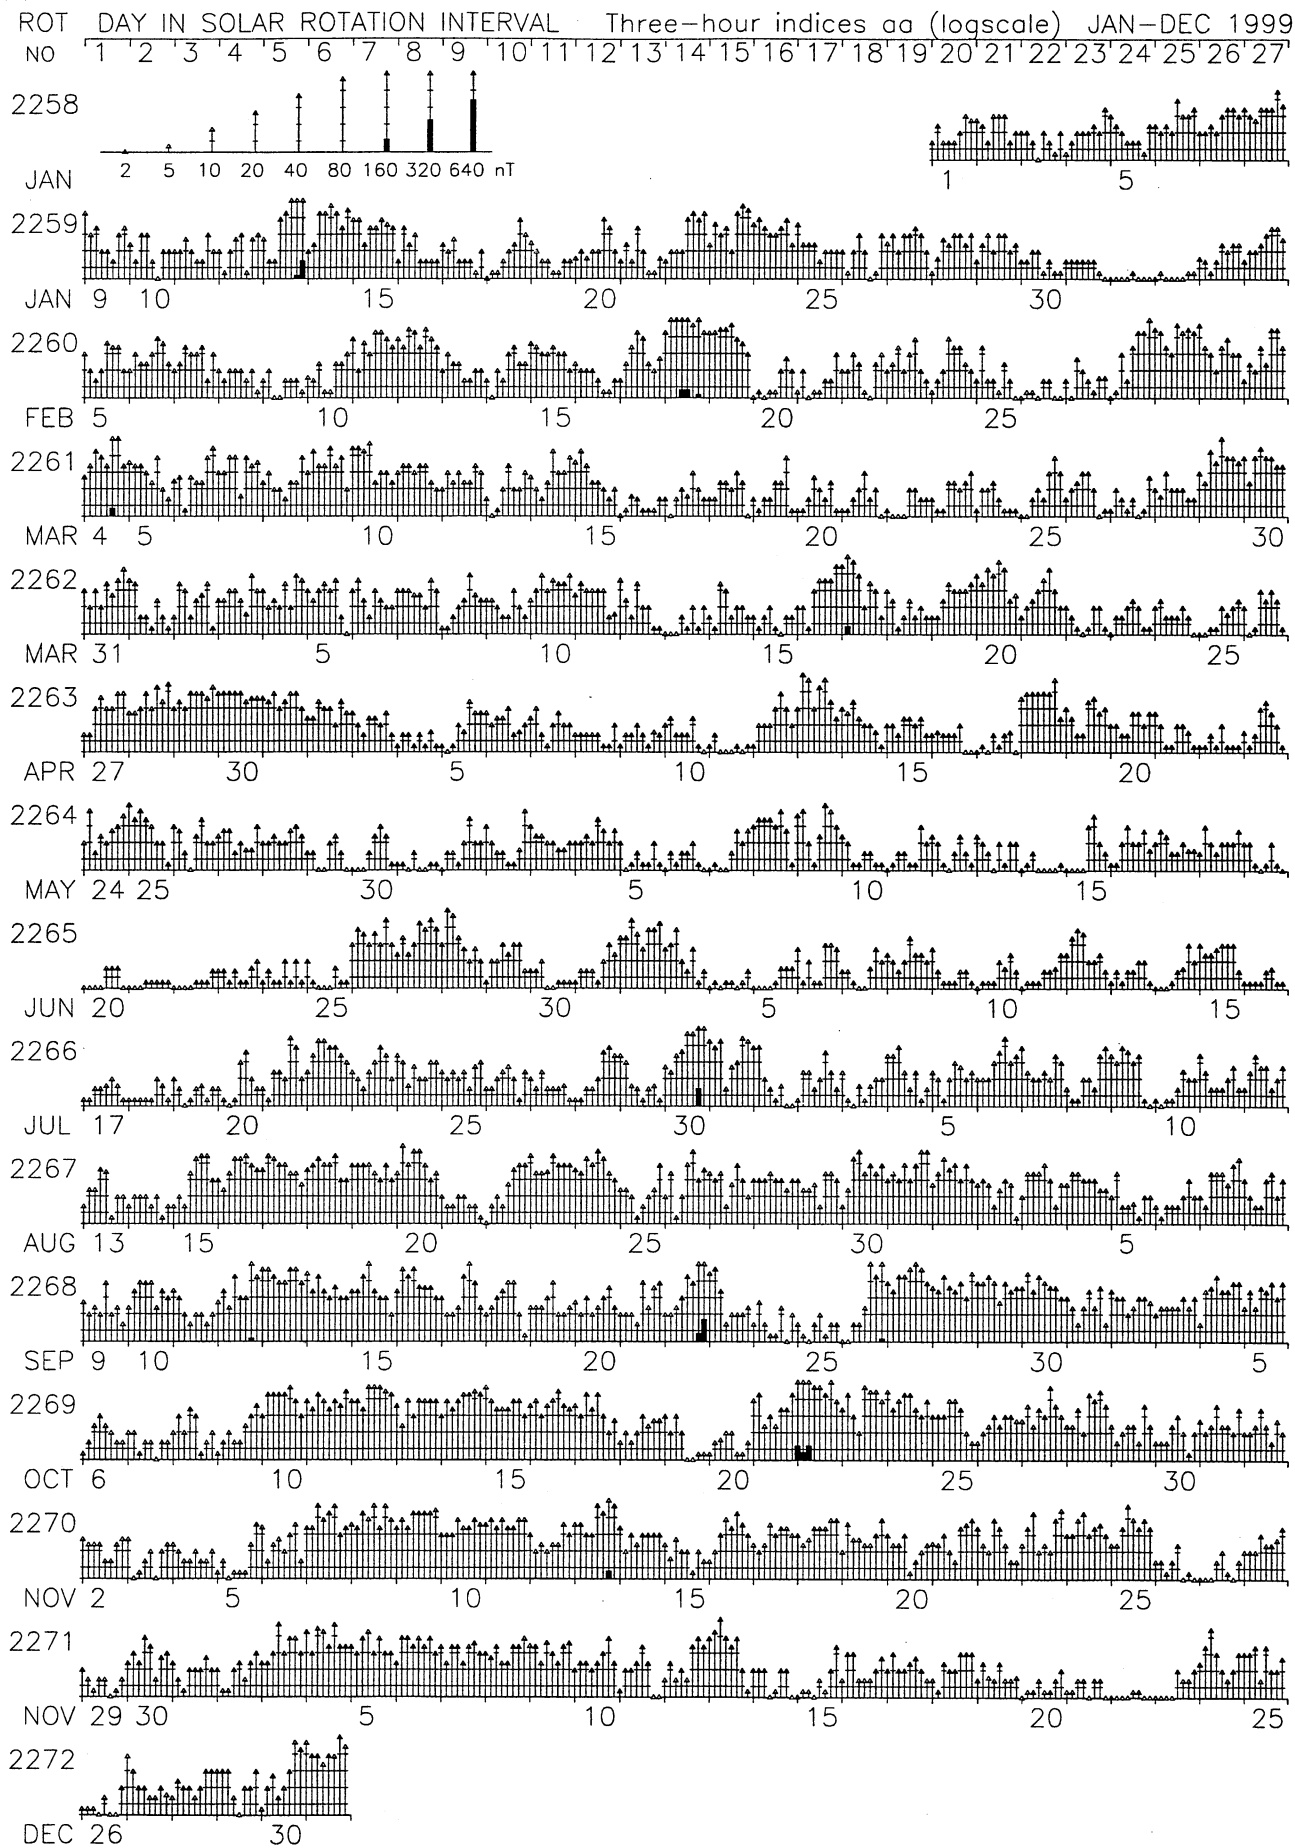 ROT DAY IN SOLAR ROTATION INTERVAL Three-hour indices aa (logscale) JAN-DEC 1999
NO 1 2 3 4 5 6 7 8 9 10 11 12 13 14 15 16 17 18 19 20 21 22 23 24 25 26 27
2258
2 5 10 20 40 80 160 320 640 nT
JAN 1 5
2259
JAN 9 10 15 20 25 30
2260
FEB 5 10 15 20 25
2261
MAR 4 5 10 15 20 25 30
2262
MAR 31 5 10 15 20 25
2263
APR 27 30 5 10 15 20
2264
MAY 24 25 30 5 10 15
2265
JUN 20 25 30 5 10 15
2266
JUL 17 20 25 30 5 10
2267
AUG 13 15 20 25 30 5
2268
SEP 9 10 15 20 25 30 5
2269
OCT 6 10 15 20 25 30
2270
NOV 2 5 10 15 20 25
2271
NOV 29 30 5 10 15 20 25
2272
DEC 26 30